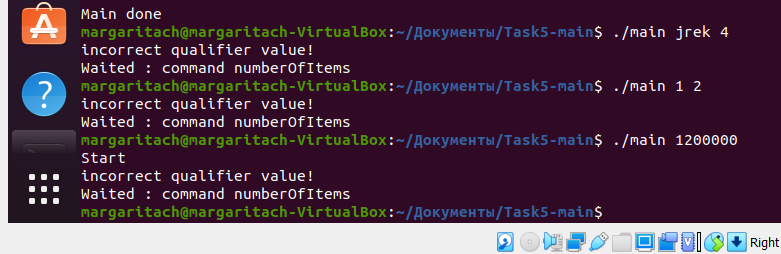 Main done
margaritach@margaritach-VirtualBox:~/Документы/Task5-main$ ./main jrek 4
incorrect qualifier value!
Waited : command numberOfItems
margaritach@margaritach-VirtualBox:~/Документы/Task5-main$ ./main 1 2
incorrect qualifier value!
Waited : command numberOfItems
margaritach@margaritach-VirtualBox:~/Документы/Task5-main$ ./main 1200000
Start
incorrect qualifier value!
Waited : command numberOfItems
margaritach@margaritach-VirtualBox:~/Документы/Task5-main$
Right